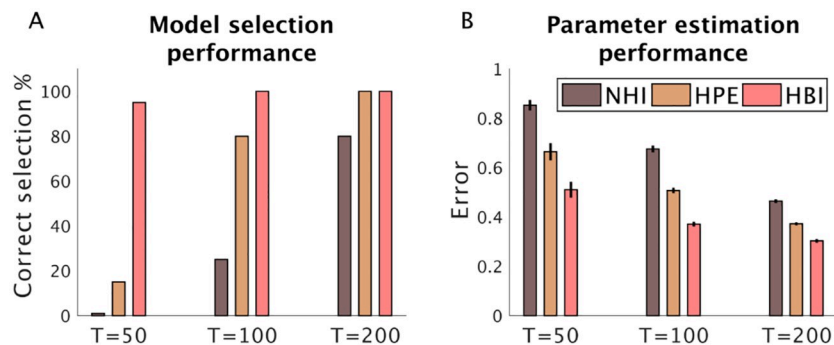 A
Model selection
performance
Correct selection %
100
80
60
40
20
0
T=50 T=100 T=200
B
Parameter estimation
performance
NHI HPE HBI
Error
1
0.8
0.6
0.4
0.2
0
T=50 T=100 T=200